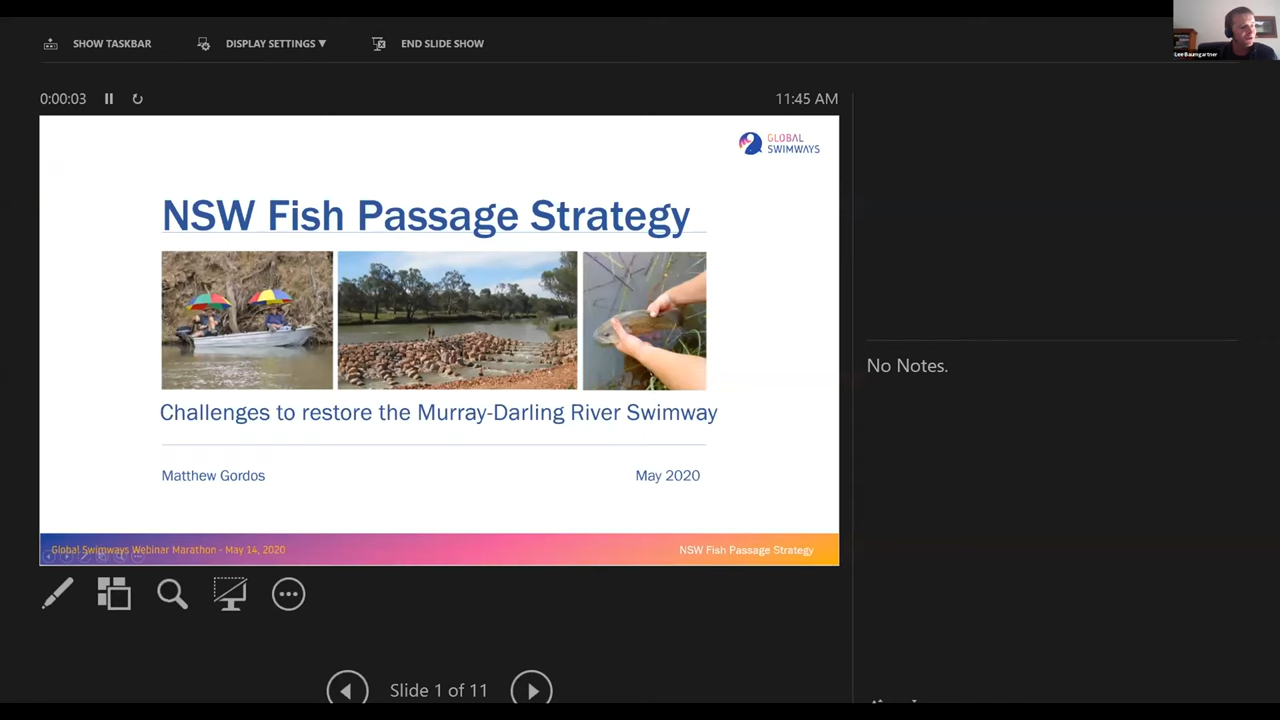 SHOW TASKBAR
DISPLAY SETTINGS ▼
END SLIDE SHOW
Lee Baumgartner
0:00:03
11:45 AM
GLOBAL
SWIMWAYS
NSW Fish Passage Strategy
Challenges to restore the Murray-Darling River Swimway
Matthew Gordos
May 2020
Global Swimways Webinar Marathon - May 14, 2020
NSW Fish Passage Strategy
No Notes.
Slide 1 of 11